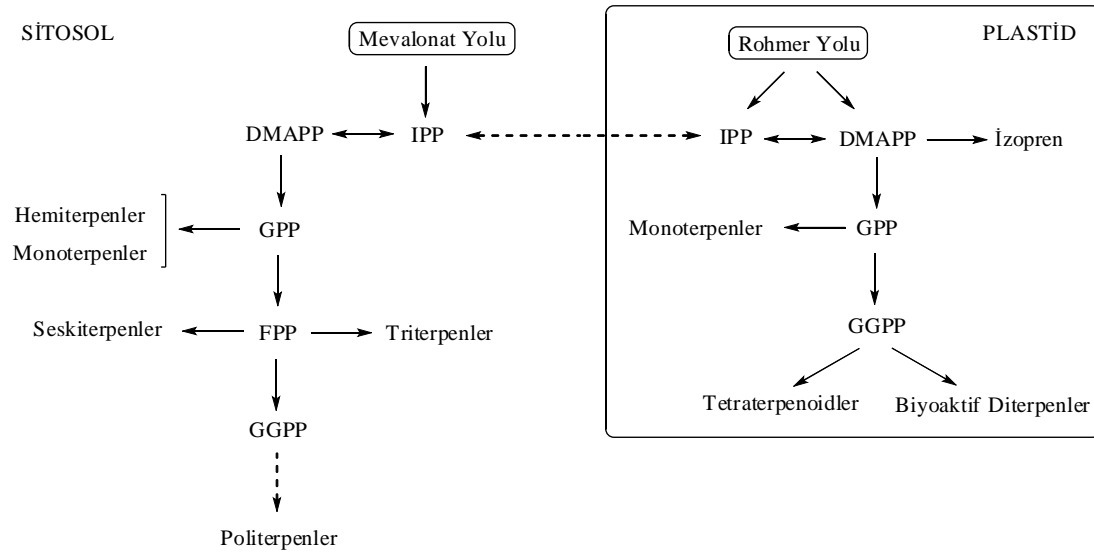 SİTOSOL
Mevalonat Yolu
Rohmer Yolu
PLASTİD
DMAPP
IPP
IPP
DMAPP
İzopren
Hemiterpenler
Monoterpenler
GPP
Monoterpenler
GPP
Seskiterpenler
FPP
Triterpenler
GGPP
Tetraterpenoidler
Biyoaktif Diterpenler
GGPP
Politerpenler